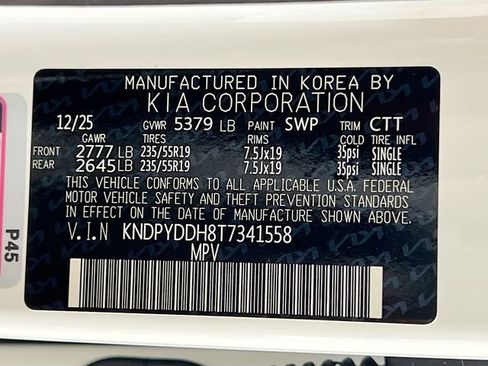 MANUFACTURED IN KOREA BY
KIA CORPORATION
12/25 GVWR 5379 LB PAINT SWP TRIM CTT
GAWR TIRES RIMS COLD TIRE INFL
FRONT 2777 LB 235/55R19 7.5Jx19 35psi SINGLE
REAR 2645 LB 235/55R19 7.5Jx19 35psi SINGLE
THIS VEHICLE CONFORMS TO ALL APPLICABLE U.S.A. FEDERAL
MOTOR VEHICLE SAFETY AND THEFT PREVENTION STANDARDS
IN EFFECT ON THE DATE OF MANUFACTURE SHOWN ABOVE.
V.I.N KNDPYDDH8T7341558
MPV
P45